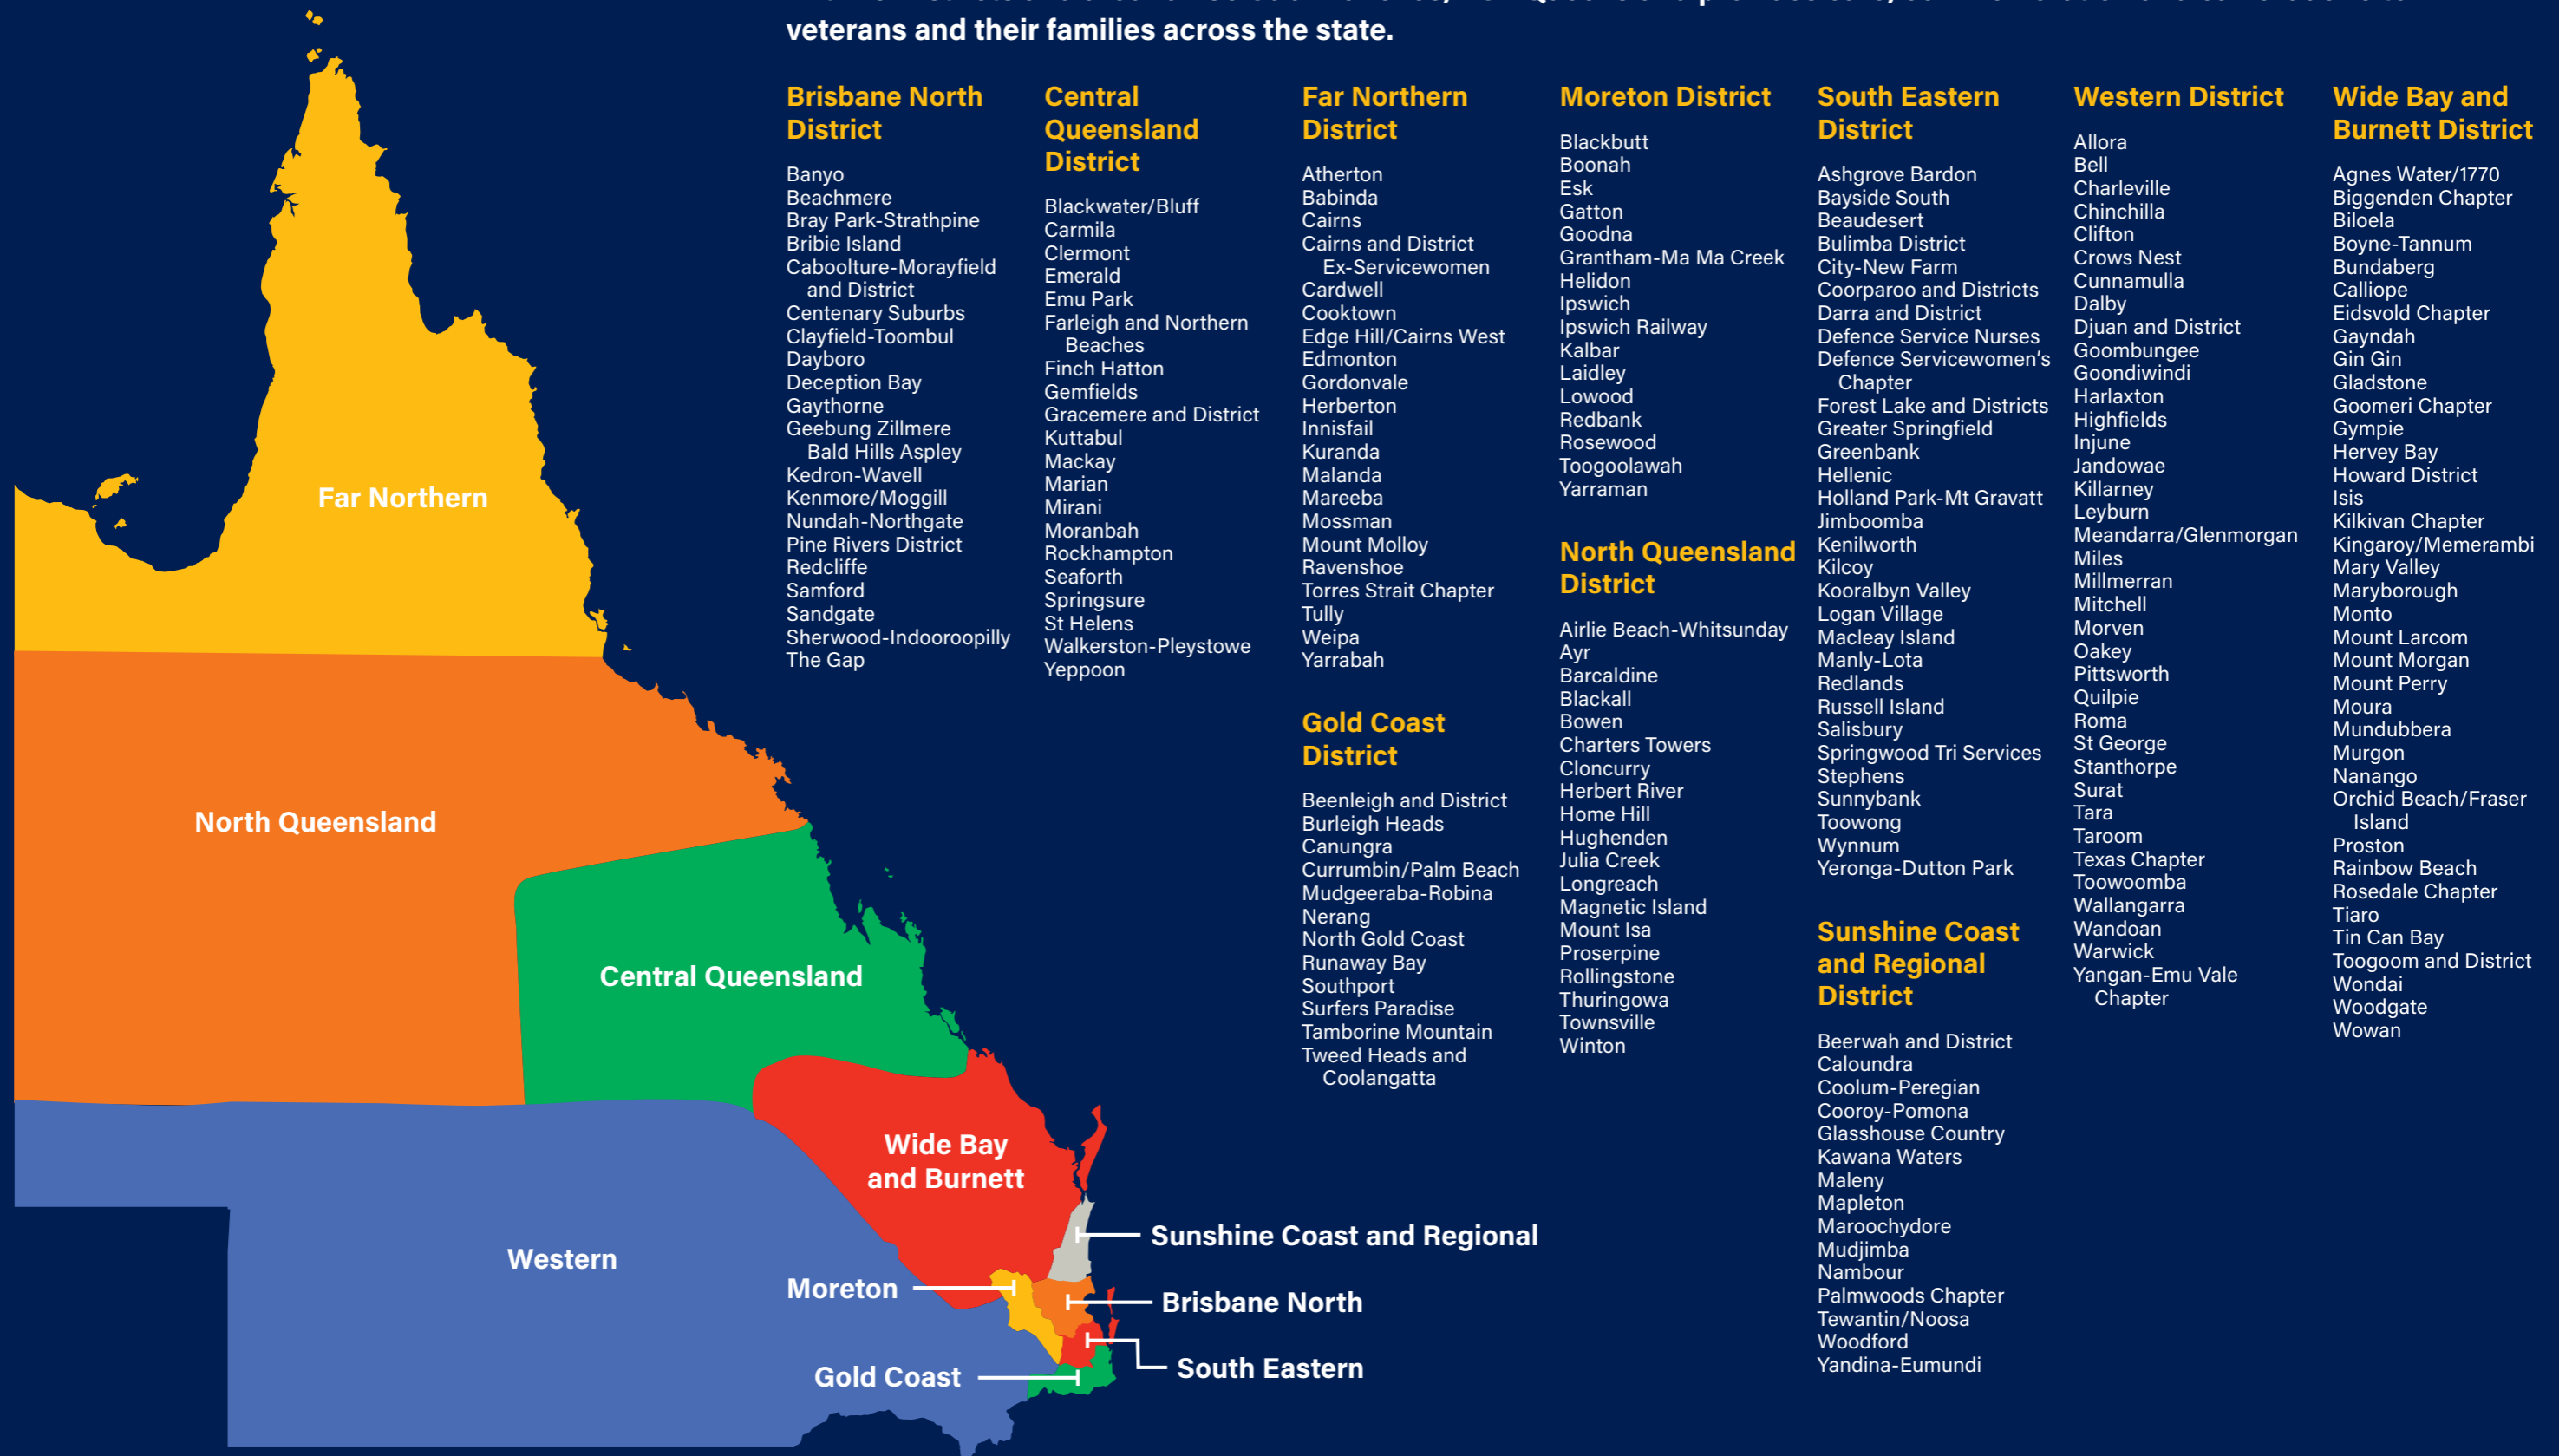 veterans and their families across the state.
Brisbane North
District
Banyo
Beachmere
Bray Park-Strathpine
Bribie Island
Caboolture-Morayfield
and District
Centenary Suburbs
Clayfield-Toombul
Dayboro
Deception Bay
Gaythorne
Geebung Zillmere
Bald Hills Aspley
Kedron-Wavell
Kenmore/Moggill
Nundah-Northgate
Pine Rivers District
Redcliffe
Samford
Sandgate
Sherwood-Indooroopilly
The Gap
Central
Queensland
District
Blackwater/Bluff
Carmila
Clermont
Emerald
Emu Park
Farleigh and Northern
Beaches
Finch Hatton
Gemfields
Gracemere and District
Kuttabul
Mackay
Marian
Mirani
Moranbah
Rockhampton
Seaforth
Springsure
St Helens
Walkerston-Pleystowe
Yeppoon
Far Northern
District
Atherton
Babinda
Cairns
Cairns and District
Ex-Servicewomen
Cardwell
Cooktown
Edge Hill/Cairns West
Edmonton
Gordonvale
Herberton
Innisfail
Kuranda
Malanda
Mareeba
Mossman
Mount Molloy
Ravenshoe
Torres Strait Chapter
Tully
Weipa
Yarrabah
Gold Coast
District
Beenleigh and District
Burleigh Heads
Canungra
Currumbin/Palm Beach
Mudgeeraba-Robina
Nerang
North Gold Coast
Runaway Bay
Southport
Surfers Paradise
Tamborine Mountain
Tweed Heads and
Coolangatta
Moreton District
Blackbutt
Boonah
Esk
Gatton
Goodna
Grantham-Ma Ma Creek
Helidon
Ipswich
Ipswich Railway
Kalbar
Laidley
Lowood
Redbank
Rosewood
Toogoolawah
Yarraman
North Queensland
District
Airlie Beach-Whitsunday
Ayr
Barcaldine
Blackall
Bowen
Charters Towers
Cloncurry
Herbert River
Home Hill
Hughenden
Julia Creek
Longreach
Magnetic Island
Mount Isa
Proserpine
Rollingstone
Thuringowa
Townsville
Winton
South Eastern
District
Ashgrove Bardon
Bayside South
Beaudesert
Bulimba District
City-New Farm
Coorparoo and Districts
Darra and District
Defence Service Nurses
Defence Servicewomen's
Chapter
Forest Lake and Districts
Greater Springfield
Greenbank
Hellenic
Holland Park-Mt Gravatt
Jimboomba
Kenilworth
Kilcoy
Kooralbyn Valley
Logan Village
Macleay Island
Manly-Lota
Redlands
Russell Island
Salisbury
Springwood Tri Services
Stephens
Sunnybank
Toowong
Wynnum
Yeronga-Dutton Park
Sunshine Coast
and Regional
District
Beerwah and District
Caloundra
Coolum-Peregian
Cooroy-Pomona
Glasshouse Country
Kawana Waters
Maleny
Mapleton
Maroochydore
Mudjimba
Nambour
Palmwoods Chapter
Tewantin/Noosa
Woodford
Yandina-Eumundi
Western District
Allora
Bell
Charleville
Chinchilla
Clifton
Crows Nest
Cunnamulla
Dalby
Djuan and District
Goombungee
Goondiwindi
Harlaxton
Highfields
Injune
Jandowae
Killarney
Leyburn
Meandarra/Glenmorgan
Miles
Millmerran
Mitchell
Morven
Oakey
Pittsworth
Quilpie
Roma
St George
Stanthorpe
Surat
Tara
Taroom
Texas Chapter
Toowoomba
Wallangarra
Wandoan
Warwick
Yangan-Emu Vale
Chapter
Wide Bay and
Burnett District
Agnes Water/1770
Biggenden Chapter
Biloela
Boyne-Tannum
Bundaberg
Calliope
Eidsvold Chapter
Gayndah
Gin Gin
Gladstone
Goomeri Chapter
Gympie
Hervey Bay
Howard District
Isis
Kilkivan Chapter
Kingaroy/Memerambi
Mary Valley
Maryborough
Monto
Mount Larcom
Mount Morgan
Mount Perry
Moura
Mundubbera
Murgon
Nanango
Orchid Beach/Fraser
Island
Proston
Rainbow Beach
Rosedale Chapter
Tiaro
Tin Can Bay
Toogoom and District
Wondai
Woodgate
Wowan
Far Northern
North Queensland
Central Queensland
Wide Bay
and Burnett
Sunshine Coast and Regional
Western
Moreton
Brisbane North
South Eastern
Gold Coast